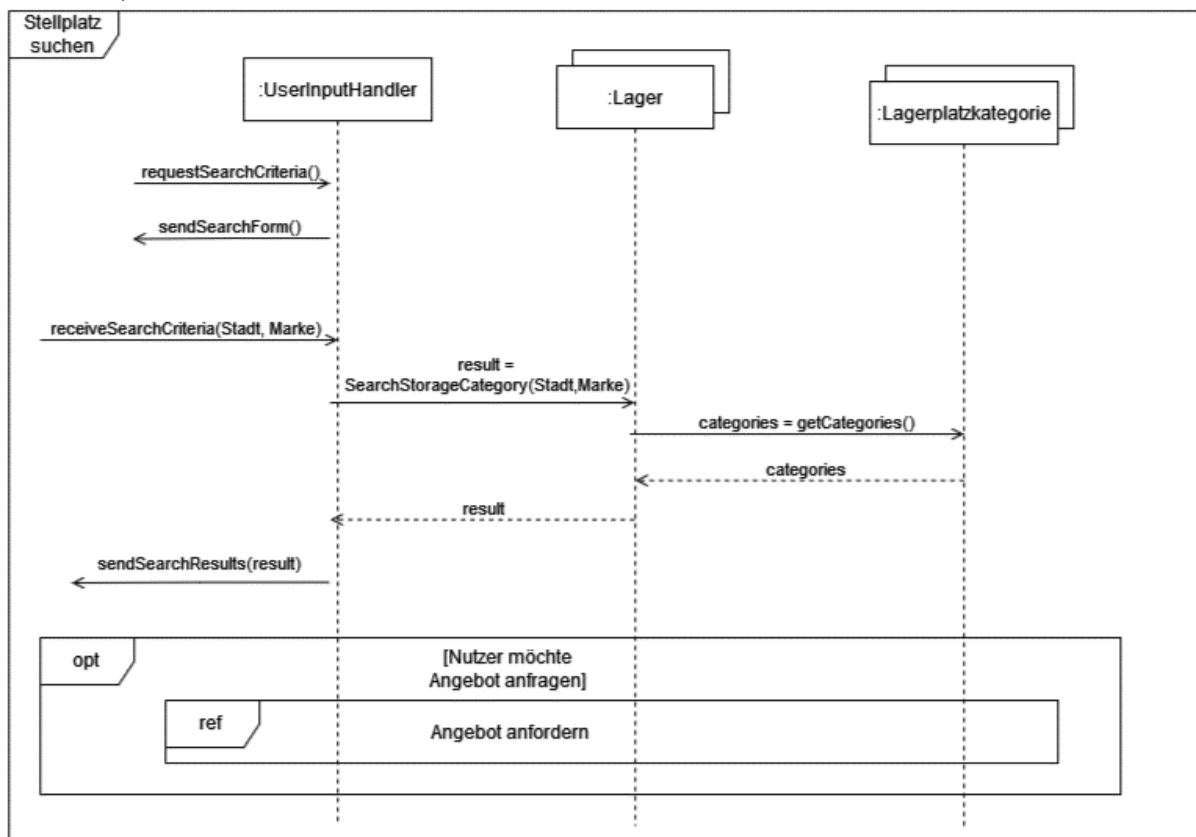 Stellplatz
suchen
:UserInputHandler
:Lager
:Lagerplatzkategorie
requestSearchCriteria()
sendSearchForm()
receiveSearchCriteria(Stadt, Marke)
result =
SearchStorageCategory(Stadt,Marke)
categories = getCategories()
categories
result
sendSearchResults(result)
opt
[Nutzer möchte
Angebot anfragen]
ref
Angebot anfordern